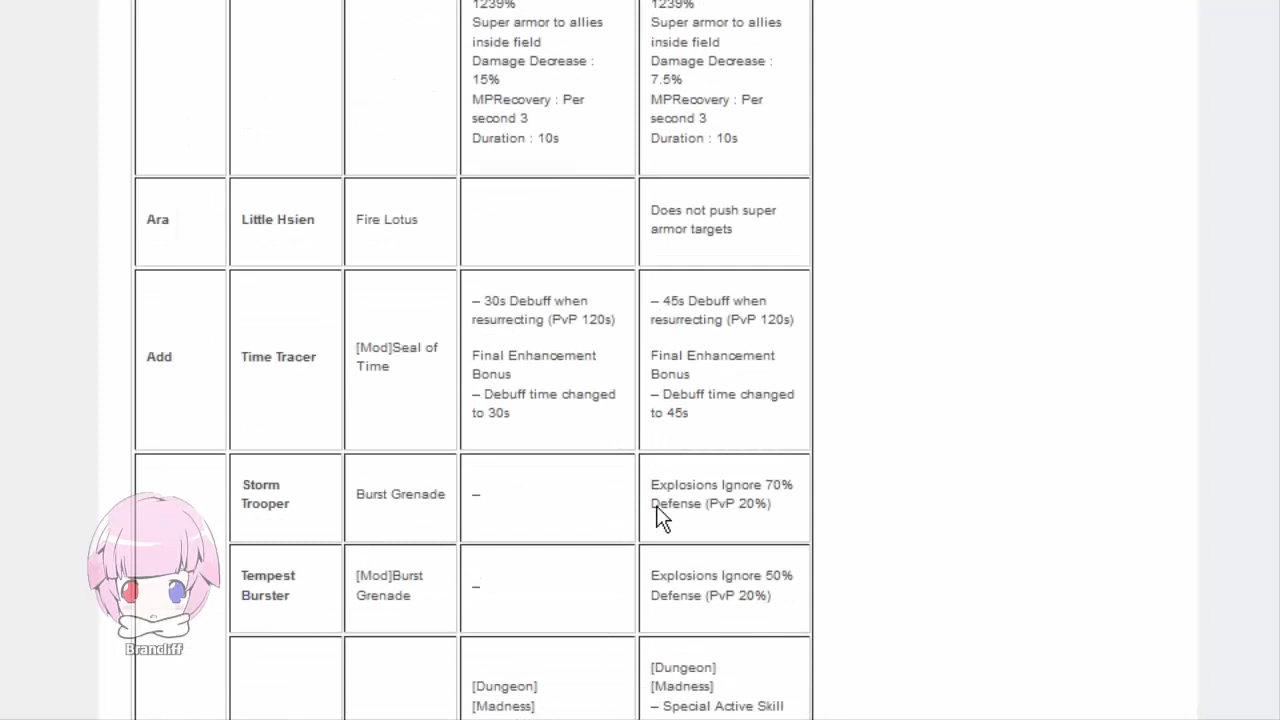 1239%
Super armor to allies
inside field
Damage Decrease :
15%
MPRecovery : Per
second 3
Duration : 10s
1239%
Super armor to allies
inside field
Damage Decrease :
7.5%
MPRecovery : Per
second 3
Duration : 10s
Ara
Little Hsien
Fire Lotus
Does not push super
armor targets
Add
Time Tracer
[Mod]Seal of
Time
– 30s Debuff when
resurrecting (PvP 120s)
Final Enhancement
Bonus
– Debuff time changed
to 30s
– 45s Debuff when
resurrecting (PvP 120s)
Final Enhancement
Bonus
– Debuff time changed
to 45s
Storm
Trooper
Burst Grenade
–
Explosions Ignore 70%
Defense (PvP 20%)
Tempest
Burster
[Mod]Burst
Grenade
–
Explosions Ignore 50%
Defense (PvP 20%)
[Dungeon]
[Madness]
[Dungeon]
[Madness]
– Special Active Skill
Brancliff